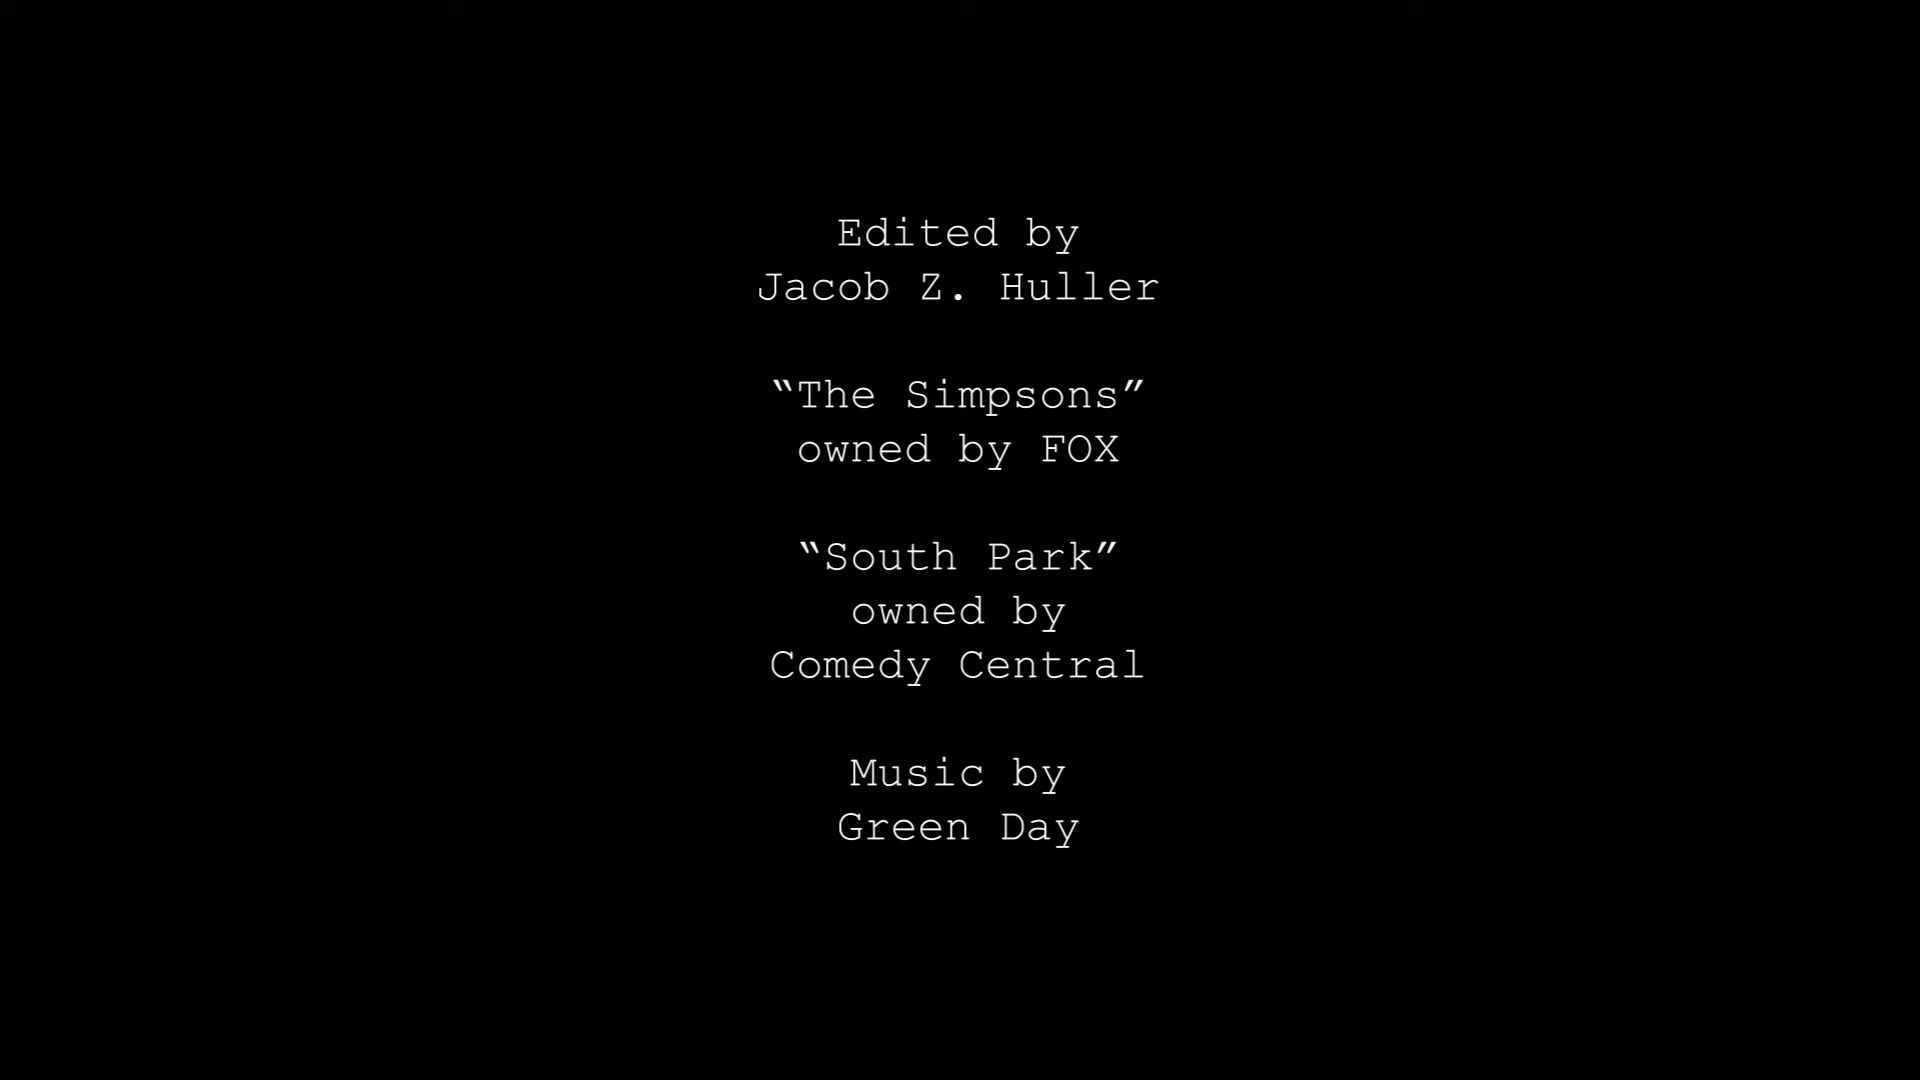 Edited by
Jacob Z. Huller
“The Simpsons”
owned by FOX
“South Park”
owned by
Comedy Central
Music by
Green Day